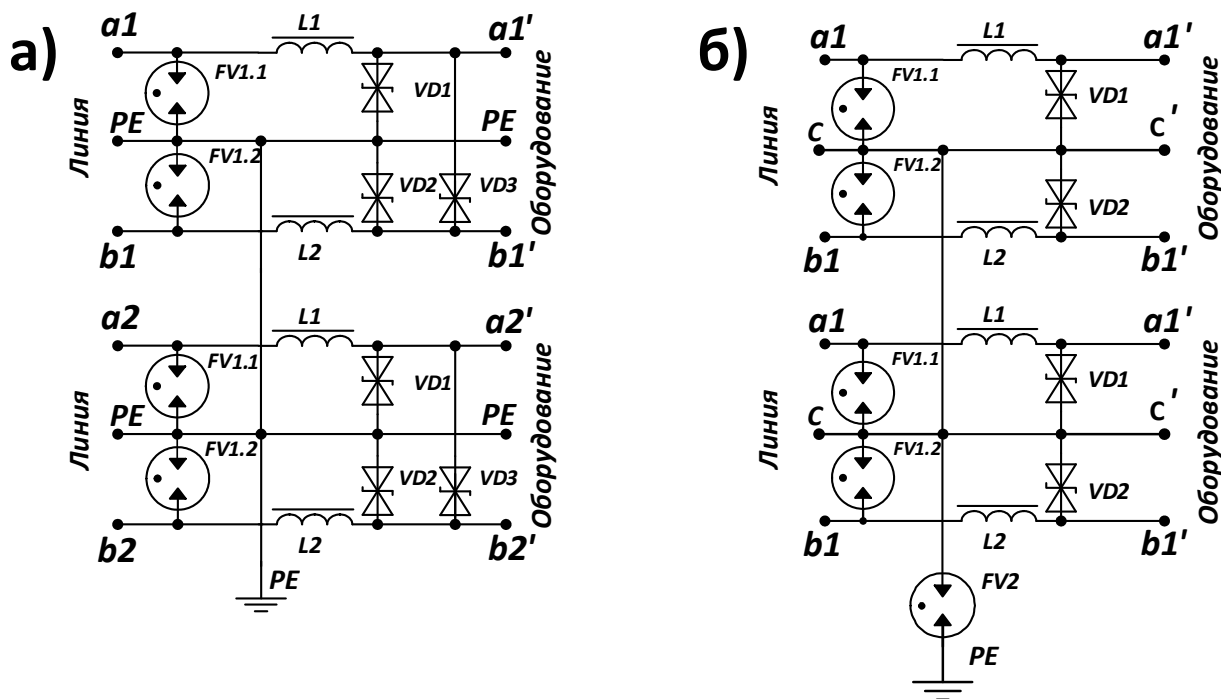 а)
a1 L1 a1'
FV1.1 VD1
Линия PE PE Оборудование
FV1.2 VD2 VD3
b1 L2 b1'
a2 L1 a2'
FV1.1 VD1
Линия PE PE Оборудование
FV1.2 VD2 VD3
b2 L2 b2'
PE
б)
a1 L1 a1'
FV1.1 VD1
Линия C C' Оборудование
FV1.2 VD2
b1 L2 b1'
a1 L1 a1'
FV1.1 VD1
Линия C C' Оборудование
FV1.2 VD2
b1 L2 b1'
FV2
PE